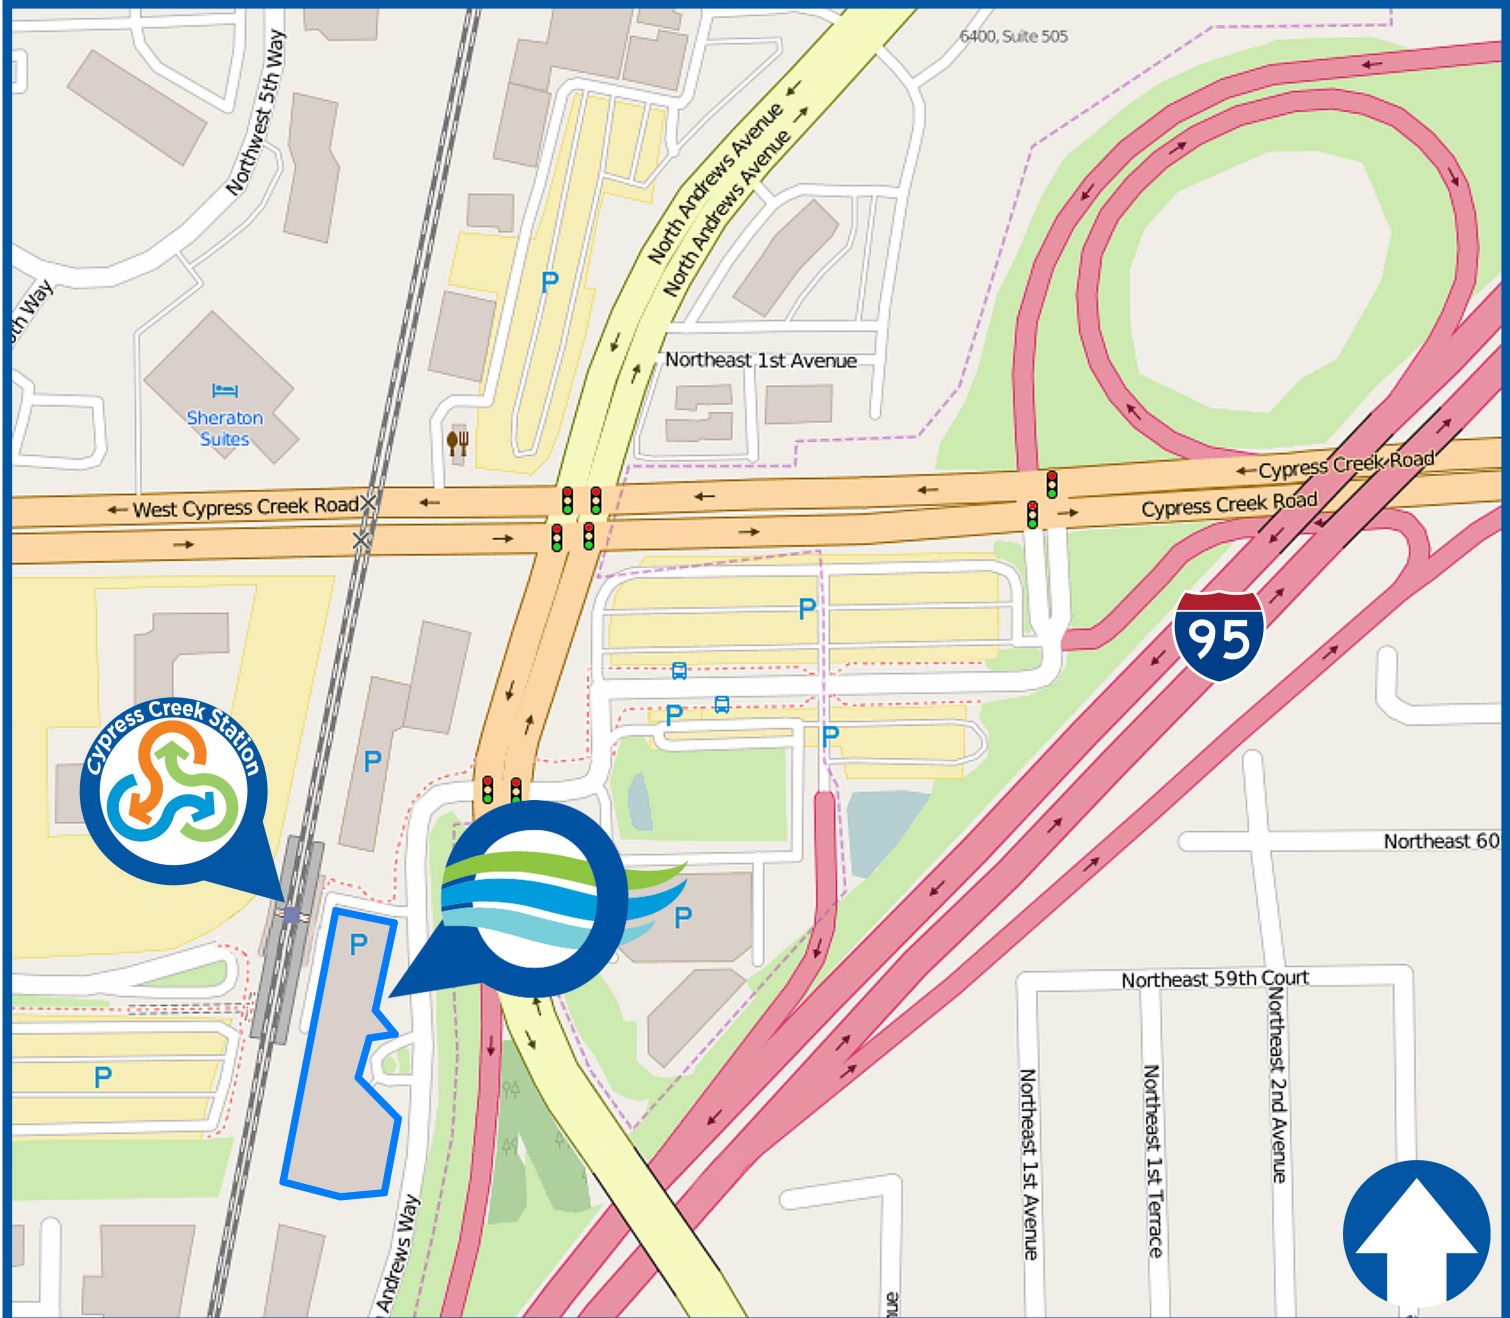 6400, Suite 505
Northwest 5th Way
North Andrews Avenue
North Andrews Avenue
P
th Way
Northeast 1st Avenue
Sheraton
Suites
Cypress Creek Road
West Cypress Creek Road
Cypress Creek Road
P
95
P
P
P
Cypress Creek Station
P
Northeast 60
P
P
Northeast 59th Court
Northeast 2nd Avenue
P
Northeast 1st Avenue
Northeast 1st Terrace
Andrews Way